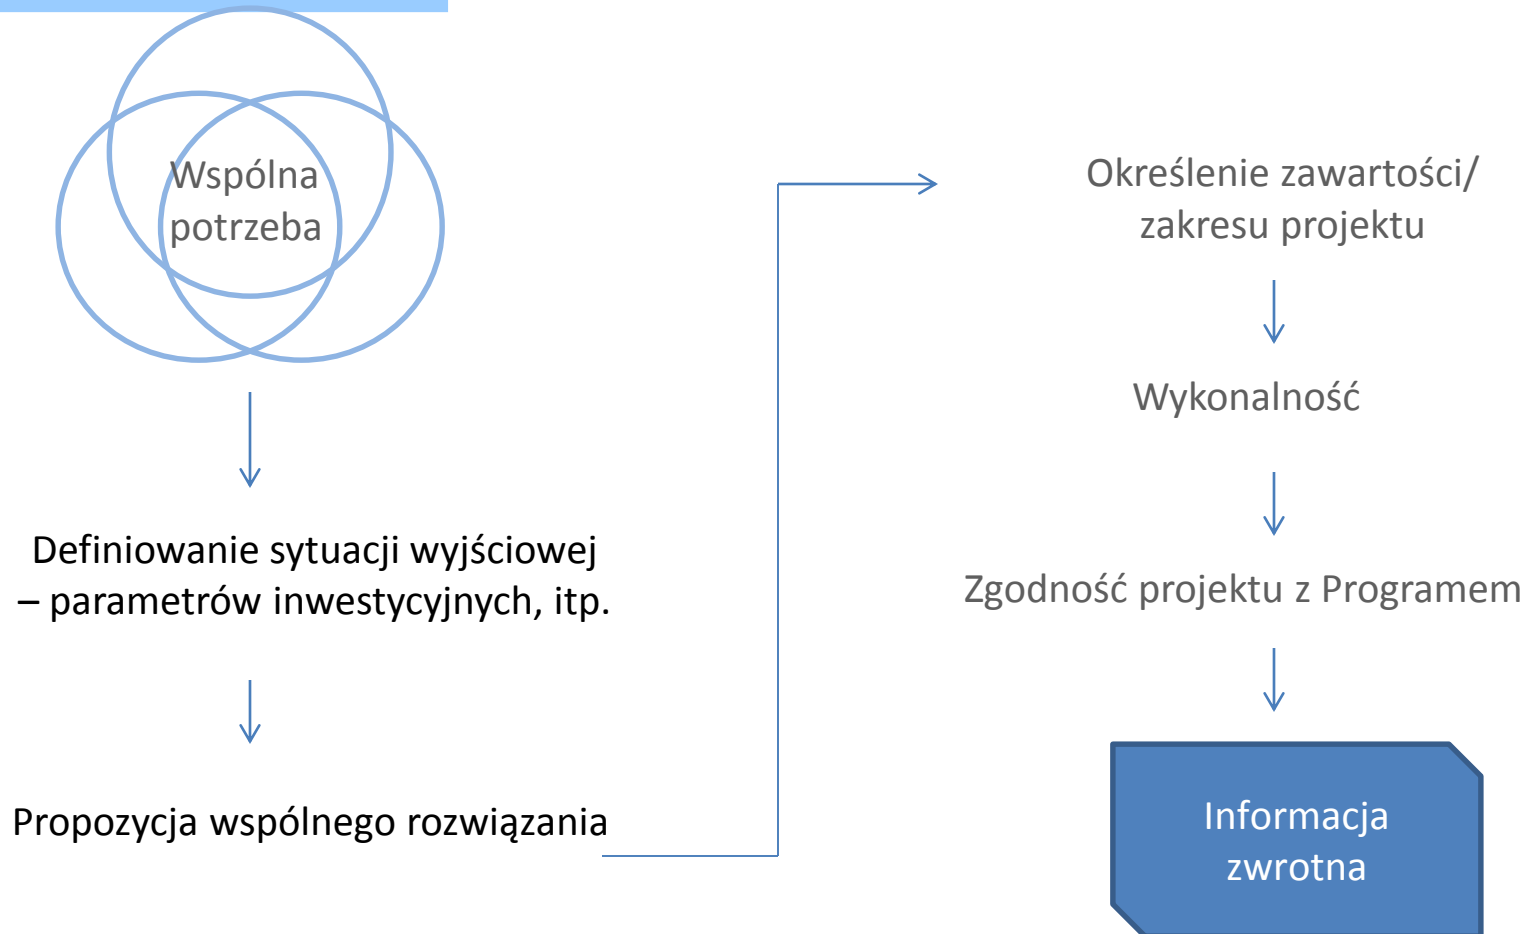 Wspólna
potrzeba
Definiowanie sytuacji wyjściowej
– parametrów inwestycyjnych, itp.
Propozycja wspólnego rozwiązania
Określenie zawartości/
zakresu projektu
Wykonalność
Zgodność projektu z Programem
Informacja
zwrotna